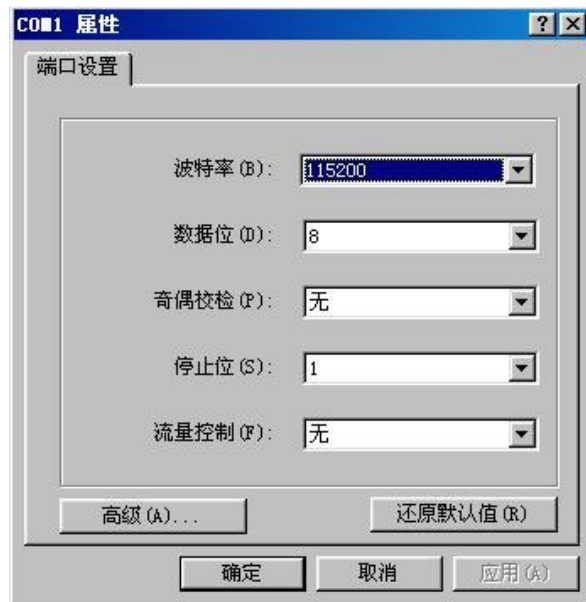 COM1 属性
端口设置
波特率(B): 115200
数据位(D): 8
奇偶校检(P): 无
停止位(S): 1
流量控制(F): 无
高级(A)... 还原默认值(R)
确定 取消 应用(A)